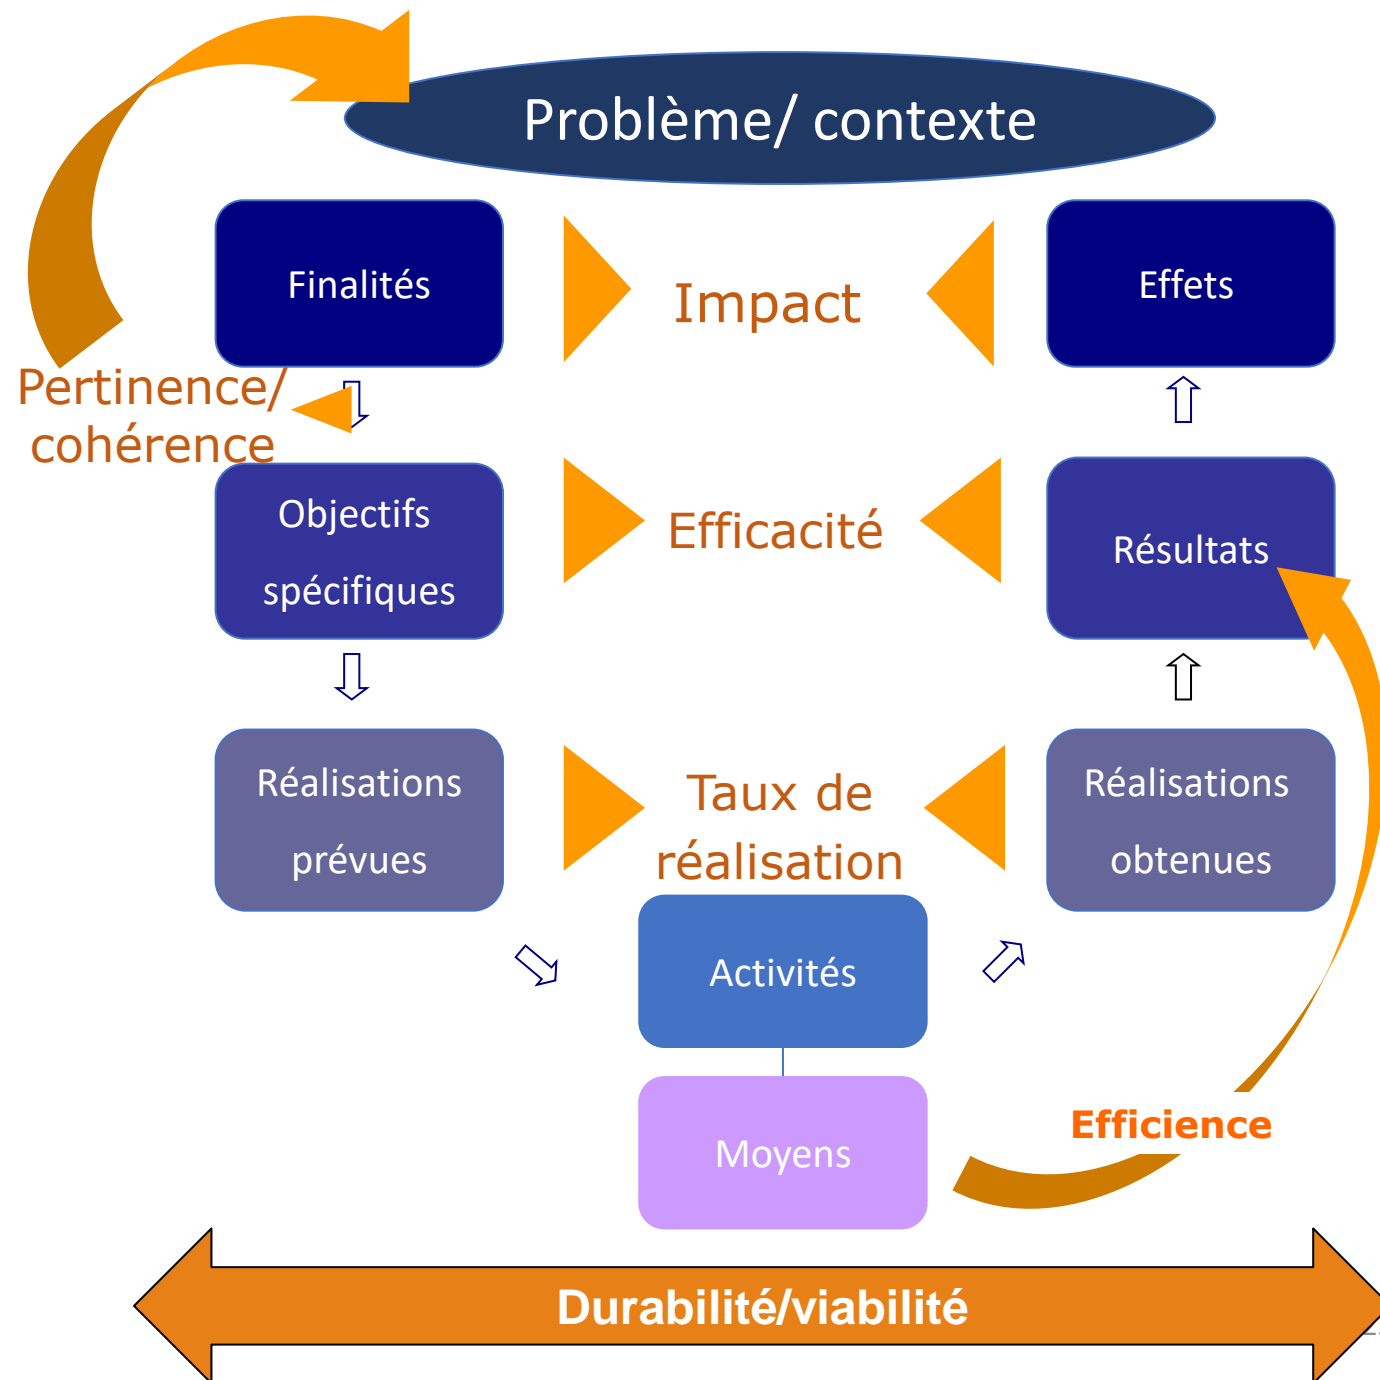 Problème/ contexte
Finalités
Impact
Effets
Pertinence/
cohérence
Objectifs
spécifiques
Efficacité
Résultats
Réalisations
prévues
Taux de
réalisation
Réalisations
obtenues
Activités
Moyens
Efficience
Durabilité/viabilité